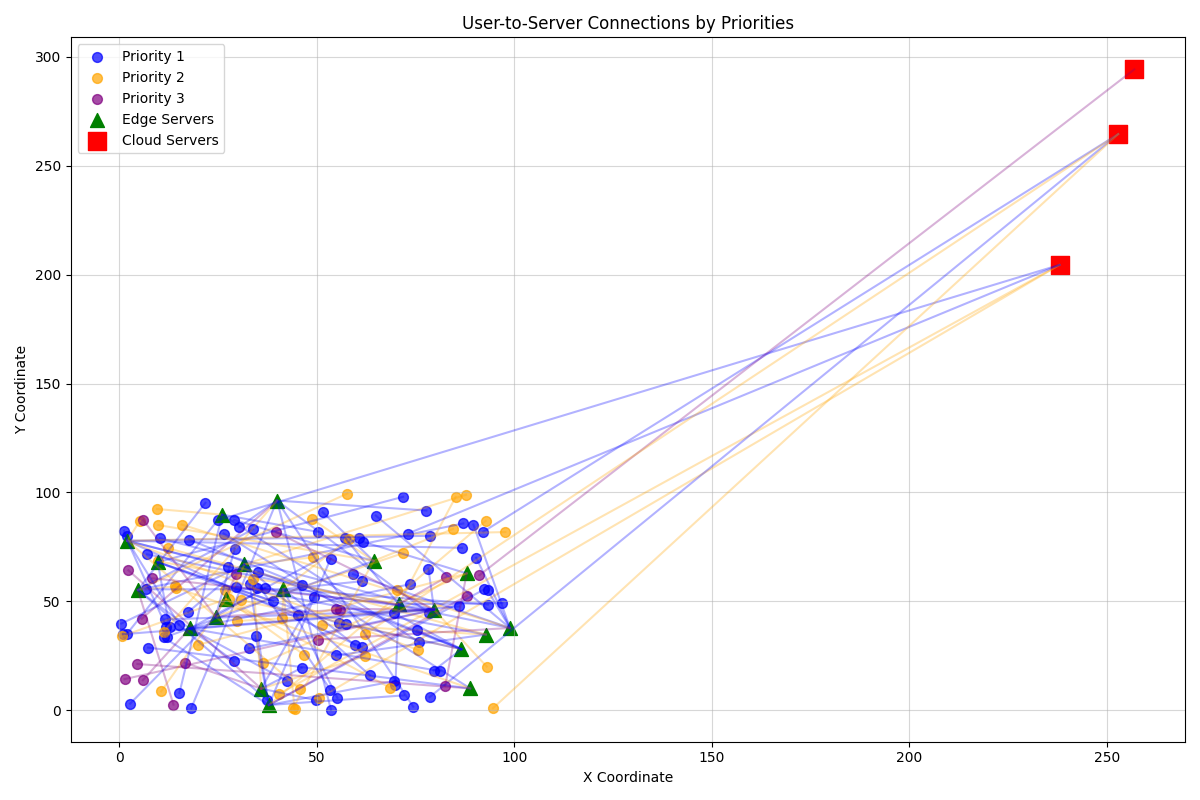 User-to-Server Connections by Priorities
Priority 1
Priority 2
Priority 3
Edge Servers
Cloud Servers
Y Coordinate
300
250
200
150
100
50
0
0
50
100
150
200
250
X Coordinate